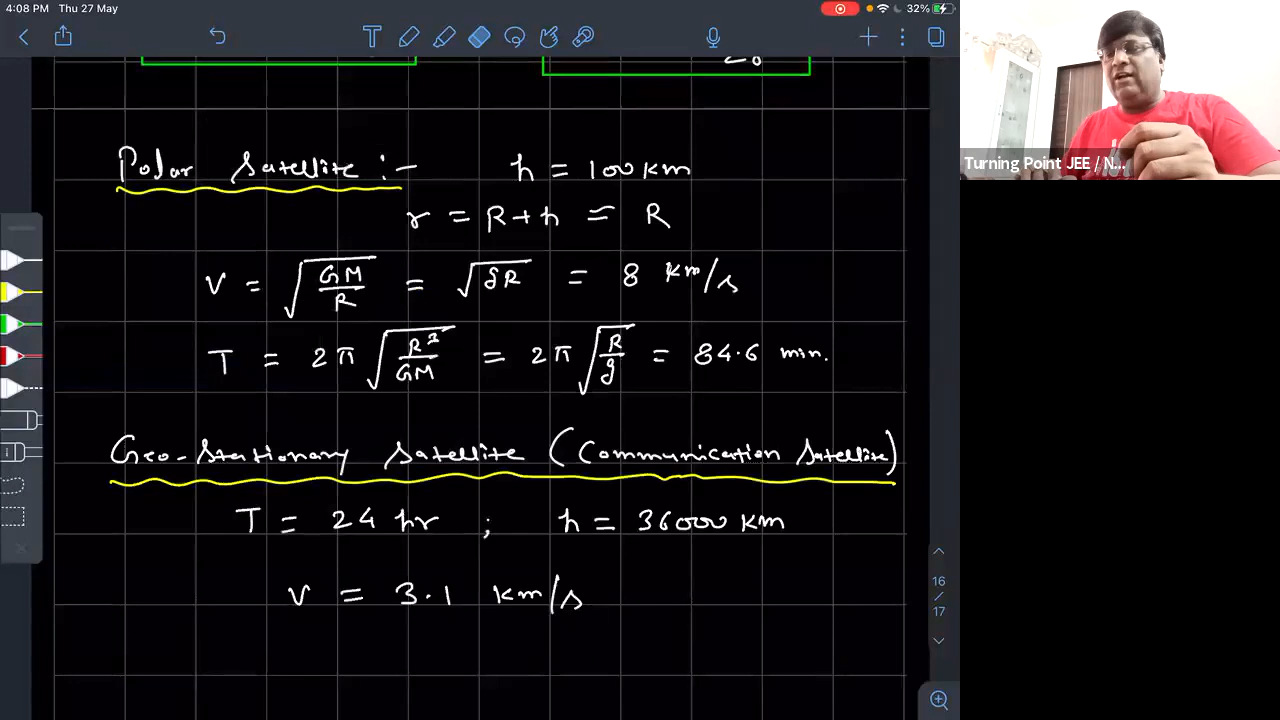 4:08 PM Thu 27 May
32%
Polar Satellite :-
h = 100 km
r = R + h ≈ R
v = √(GM/R) = √(gR) = 8 km/s
T = 2π √(R³/GM) = 2π √(R/g) = 84.6 min.
Geo-Stationary Satellite (Communication Satellite)
T = 24 hr ; h = 36000 km
v = 3.1 km/s
Turning Point JEE / N...
16
/
17